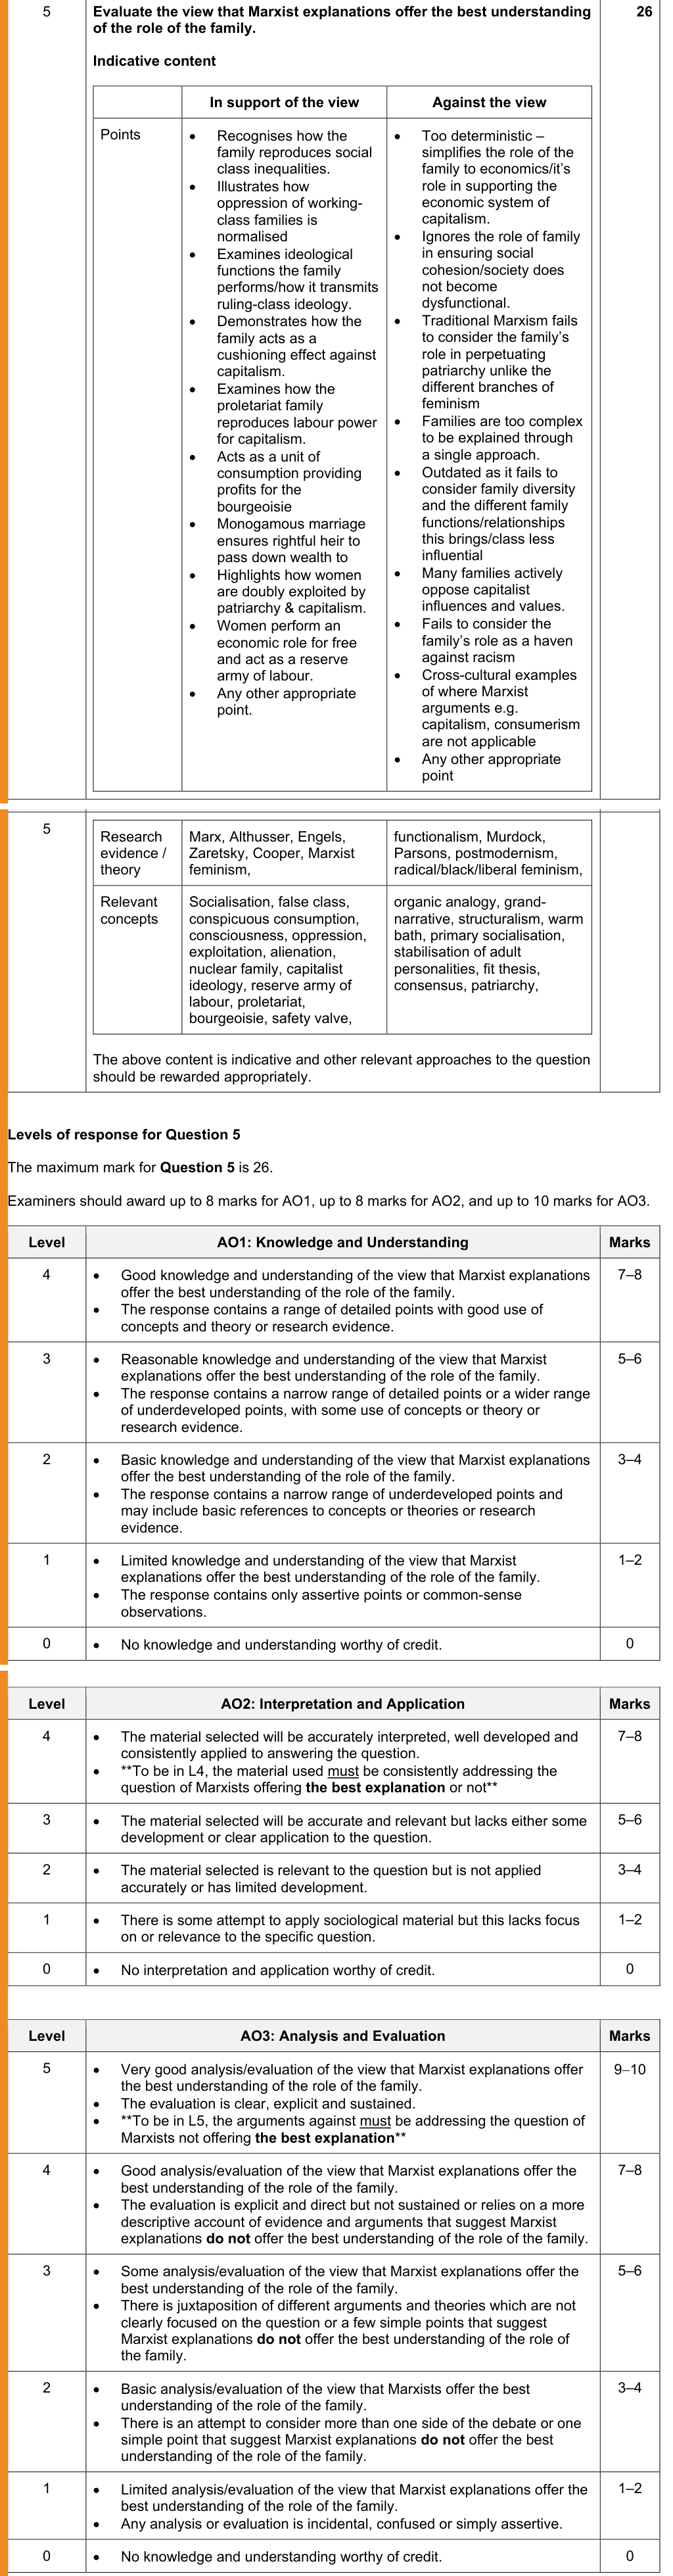 5
Evaluate the view that Marxist explanations offer the best understanding
of the role of the family.
26
Indicative content
In support of the view
Against the view
Points
• Recognises how the
family reproduces social
class inequalities.
• Illustrates how
oppression of working-
class families is
normalised
• Examines ideological
functions the family
performs/how it transmits
ruling-class ideology.
• Demonstrates how the
family acts as a
cushioning effect against
capitalism.
• Examines how the
proletariat family
reproduces labour power
for capitalism.
• Acts as a unit of
consumption providing
profits for the
bourgeoisie
• Monogamous marriage
ensures rightful heir to
pass down wealth to
• Highlights how women
are doubly exploited by
patriarchy & capitalism.
• Women perform an
economic role for free
and act as a reserve
army of labour.
• Any other appropriate
point.
• Too deterministic –
simplifies the role of the
family to economics/it's
role in supporting the
economic system of
capitalism.
• Ignores the role of family
in ensuring social
cohesion/society does
not become
dysfunctional.
• Traditional Marxism fails
to consider the family's
role in perpetuating
patriarchy unlike the
different branches of
feminism
• Families are too complex
to be explained through
a single approach.
• Outdated as it fails to
consider family diversity
and the different family
functions/relationships
this brings/class less
influential
• Many families actively
oppose capitalist
influences and values.
• Fails to consider the
family's role as a haven
against racism
• Cross-cultural examples
of where Marxist
arguments e.g.
capitalism, consumerism
are not applicable
• Any other appropriate
point
5
Research
evidence /
theory
Marx, Althusser, Engels,
Zaretsky, Cooper, Marxist
feminism,
functionalism, Murdock,
Parsons, postmodernism,
radical/black/liberal feminism,
Relevant
concepts
Socialisation, false class,
conspicuous consumption,
consciousness, oppression,
exploitation, alienation,
nuclear family, capitalist
ideology, reserve army of
labour, proletariat,
bourgeoisie, safety valve,
organic analogy, grand-
narrative, structuralism, warm
bath, primary socialisation,
stabilisation of adult
personalities, fit thesis,
consensus, patriarchy,
The above content is indicative and other relevant approaches to the question
should be rewarded appropriately.
Levels of response for Question 5
The maximum mark for Question 5 is 26.
Examiners should award up to 8 marks for AO1, up to 8 marks for AO2, and up to 10 marks for AO3.
Level
AO1: Knowledge and Understanding
Marks
4
• Good knowledge and understanding of the view that Marxist explanations
offer the best understanding of the role of the family.
• The response contains a range of detailed points with good use of
concepts and theory or research evidence.
7–8
3
• Reasonable knowledge and understanding of the view that Marxist
explanations offer the best understanding of the role of the family.
• The response contains a narrow range of detailed points or a wider range
of underdeveloped points, with some use of concepts or theory or
research evidence.
5–6
2
• Basic knowledge and understanding of the view that Marxist explanations
offer the best understanding of the role of the family.
• The response contains a narrow range of underdeveloped points and
may include basic references to concepts or theories or research
evidence.
3–4
1
• Limited knowledge and understanding of the view that Marxist
explanations offer the best understanding of the role of the family.
• The response contains only assertive points or common-sense
observations.
1–2
0
• No knowledge and understanding worthy of credit.
0
Level
AO2: Interpretation and Application
Marks
4
• The material selected will be accurately interpreted, well developed and
consistently applied to answering the question.
• **To be in L4, the material used must be consistently addressing the
question of Marxists offering the best explanation or not**
7–8
3
• The material selected will be accurate and relevant but lacks either some
development or clear application to the question.
5–6
2
• The material selected is relevant to the question but is not applied
accurately or has limited development.
3–4
1
• There is some attempt to apply sociological material but this lacks focus
on or relevance to the specific question.
1–2
0
• No interpretation and application worthy of credit.
0
Level
AO3: Analysis and Evaluation
Marks
5
• Very good analysis/evaluation of the view that Marxist explanations offer
the best understanding of the role of the family.
• The evaluation is clear, explicit and sustained.
• **To be in L5, the arguments against must be addressing the question of
Marxists not offering the best explanation**
9–10
4
• Good analysis/evaluation of the view that Marxist explanations offer the
best understanding of the role of the family.
• The evaluation is explicit and direct but not sustained or relies on a more
descriptive account of evidence and arguments that suggest Marxist
explanations do not offer the best understanding of the role of the family.
7–8
3
• Some analysis/evaluation of the view that Marxist explanations offer the
best understanding of the role of the family.
• There is juxtaposition of different arguments and theories which are not
clearly focused on the question or a few simple points that suggest
Marxist explanations do not offer the best understanding of the role of
the family.
5–6
2
• Basic analysis/evaluation of the view that Marxists offer the best
understanding of the role of the family.
• There is an attempt to consider more than one side of the debate or one
simple point that suggest Marxist explanations do not offer the best
understanding of the role of the family.
3–4
1
• Limited analysis/evaluation of the view that Marxist explanations offer the
best understanding of the role of the family.
• Any analysis or evaluation is incidental, confused or simply assertive.
1–2
0
• No knowledge and understanding worthy of credit.
0